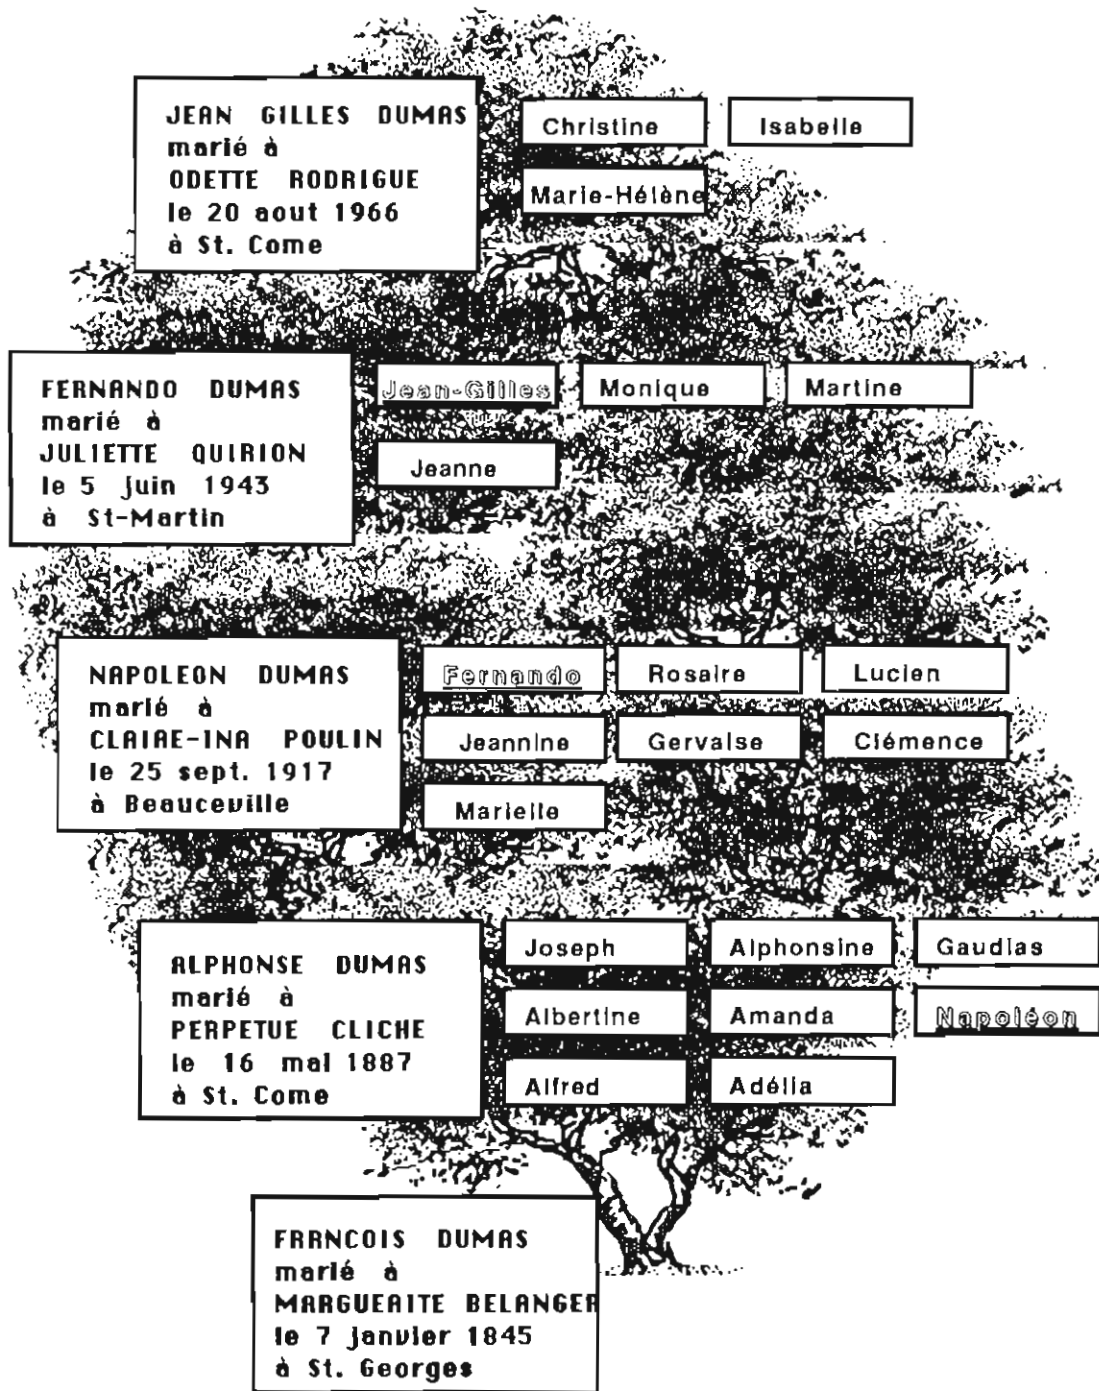 JEAN GILLES DUMAS
marié à
ODETTE RODRIGUE
le 20 aout 1966
à St. Come
Christine
Isabelle
Marie-Hélène
FERNANDO DUMAS
marié à
JULIETTE QUIRION
le 5 juin 1943
à St-Martin
Jean-Gilles
Monique
Martine
Jeanne
NAPOLEON DUMAS
marié à
CLAIRE-INA POULIN
le 25 sept. 1917
à Beauceville
Fernando
Rosaire
Lucien
Jeannine
Gervaise
Clémence
Marielle
ALPHONSE DUMAS
marié à
PERPETUE CLICHE
le 16 mai 1887
à St. Come
Joseph
Alphonsine
Gaudias
Albertine
Amanda
Napoléon
Alfred
Adélia
FRANCOIS DUMAS
marié à
MARGUERITE BELANGER
le 7 janvier 1845
à St. Georges